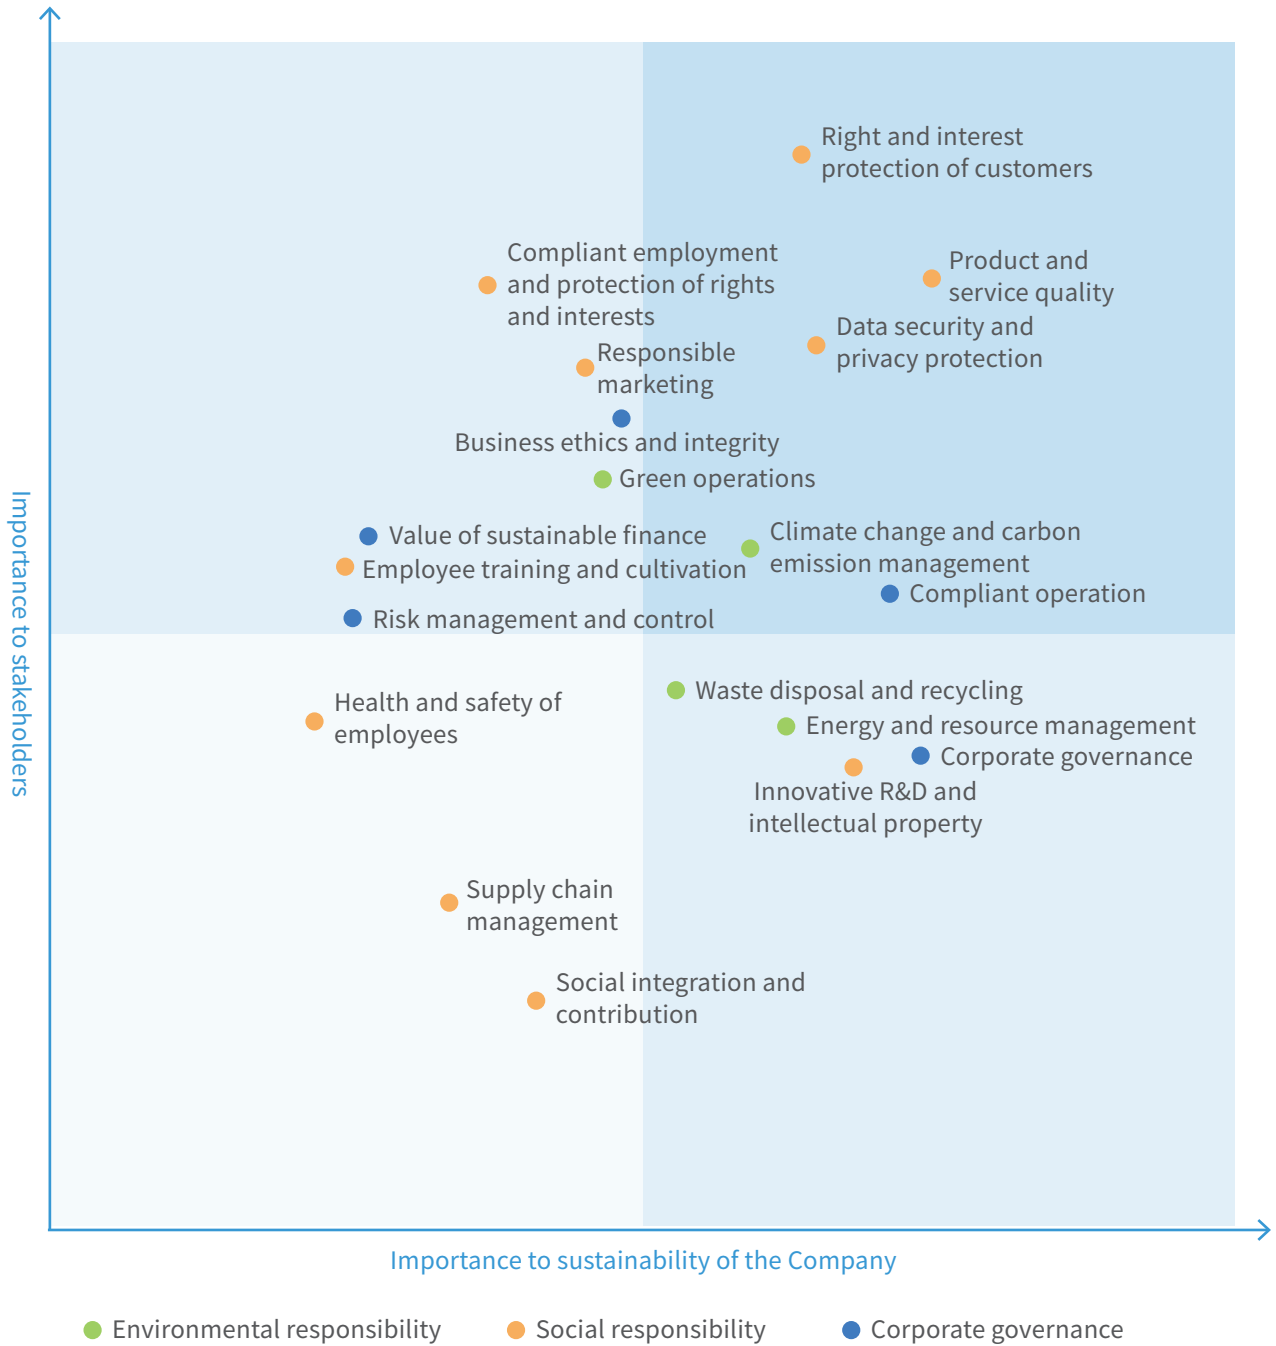 Right and interest
protection of customers
Compliant employment
and protection of rights
and interests
Product and
service quality
Data security and
privacy protection
Responsible
marketing
Business ethics and integrity
Green operations
Value of sustainable finance
Climate change and carbon
emission management
Employee training and cultivation
Compliant operation
Risk management and control
Importance to stakeholders
Waste disposal and recycling
Health and safety of
employees
Energy and resource management
Corporate governance
Innovative R&D and
intellectual property
Supply chain
management
Social integration and
contribution
Importance to sustainability of the Company
Environmental responsibility
Social responsibility
Corporate governance